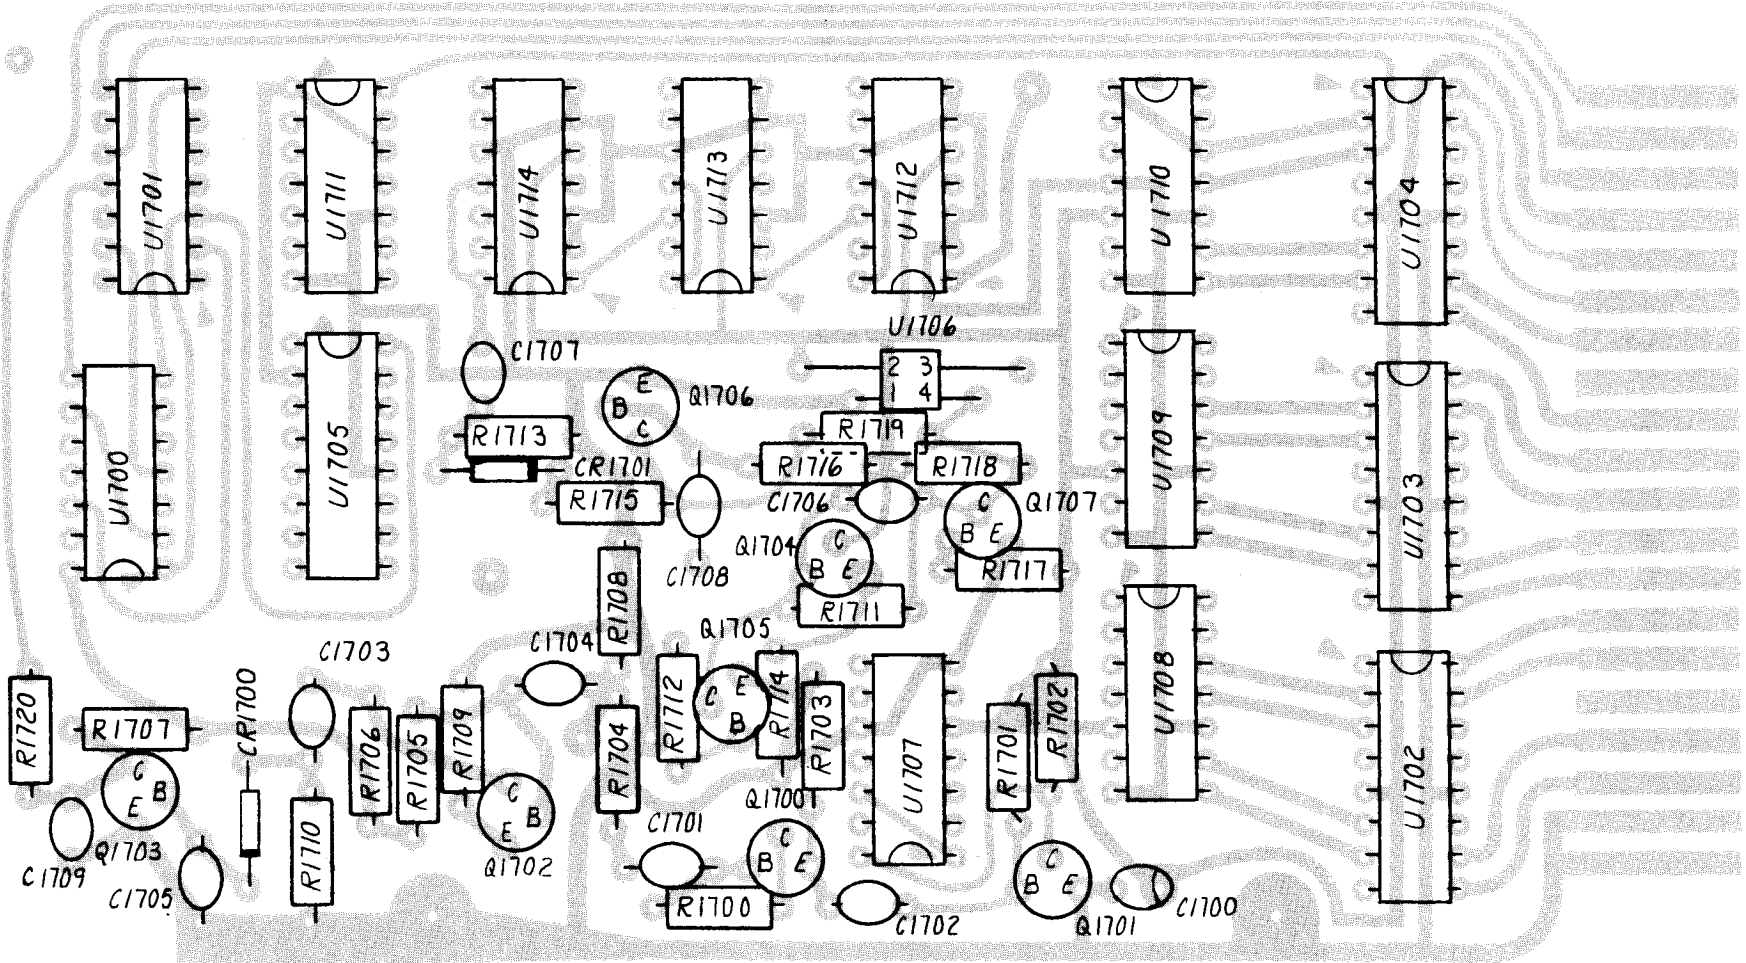 U1701
U1711
U1714
U1713
U1712
U1710
U1704
U1706
2 3
1 4
C1707
E
B
C
Q1706
U1700
U1705
R1713
CR1701
R1715
R1719
R1716
R1718
C1706
C
B E
Q1707
U1709
U1703
Q1704
C
B E
C1708
R1717
R1708
R1711
Q1705
C1704
C1703
R1720
R1707
CR1700
R1706
R1705
R1709
R1704
R1712
C
E
B
R1714
R1703
U1707
R1701
R1702
U1708
U1702
C
B
E
Q1703
C1709
C1705
R1710
C
B
E
Q1702
C1701
Q1700
C
B E
R1700
C1702
C
B E
Q1701
C1700